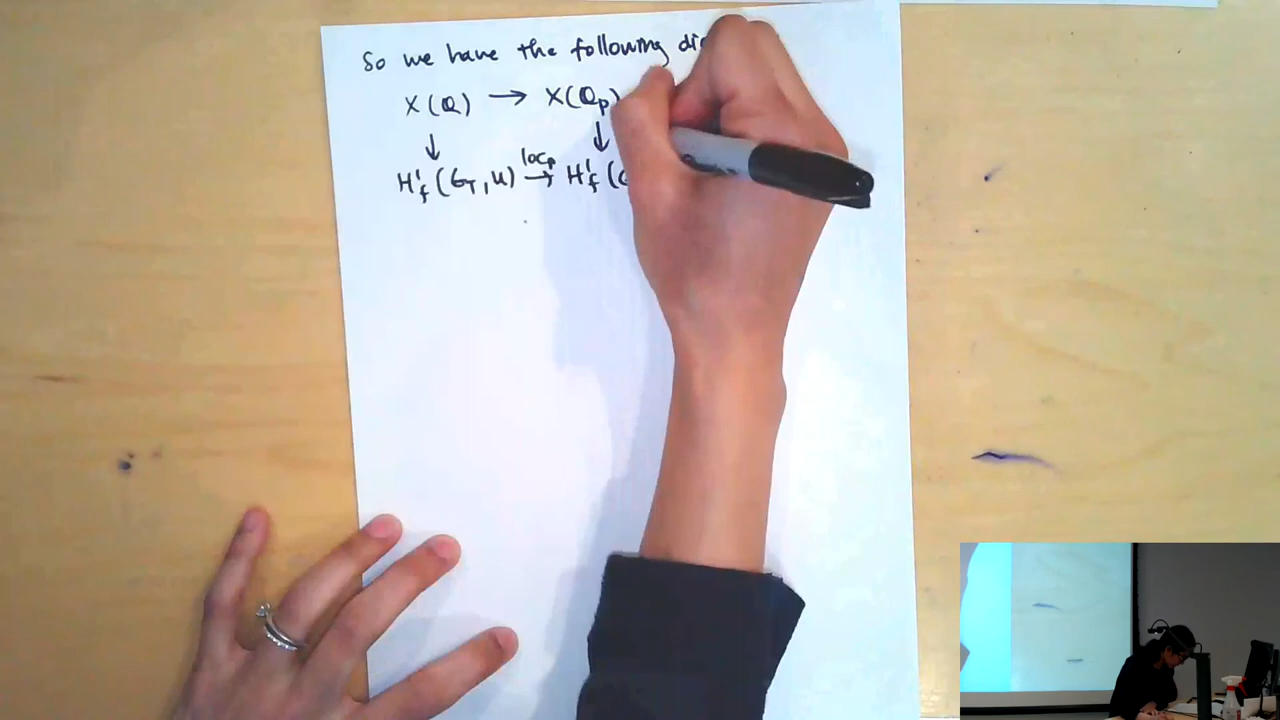 So we have the following
X(ℚ) → X(ℚp)
↓ ↓
H¹f(GT, U) locp→ H¹f(